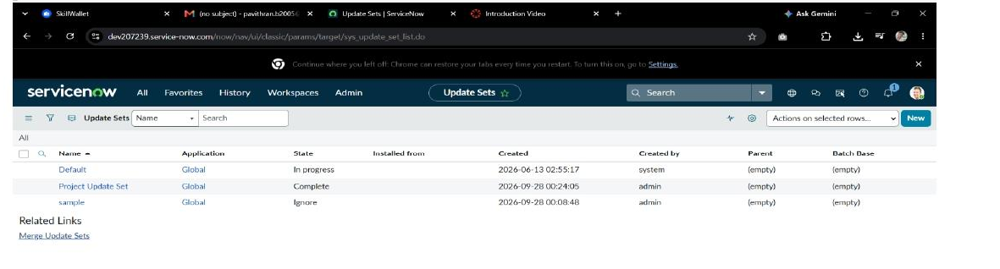 SkillWallet
(no subject) - pavithran.b20056
Update Sets | ServiceNow
Introduction Video
Ask Gemini
dev207239.service-now.com/now/nav/ui/classic/params/target/sys_update_set_list.do
Continue where you left off: Chrome can restore your tabs every time you restart. To turn this on, go to Settings.
servicenow All Favorites History Workspaces Admin Update Sets Search 1
Update Sets Name Search Actions on selected rows... New
All
Name Application State Installed from Created Created by Parent Batch Base
Default Global In progress 2026-06-13 02:55:17 system (empty) (empty)
Project Update Set Global Complete 2026-09-28 00:24:05 admin (empty) (empty)
sample Global Ignore 2026-09-28 00:08:48 admin (empty) (empty)
Related Links
Merge Update Sets